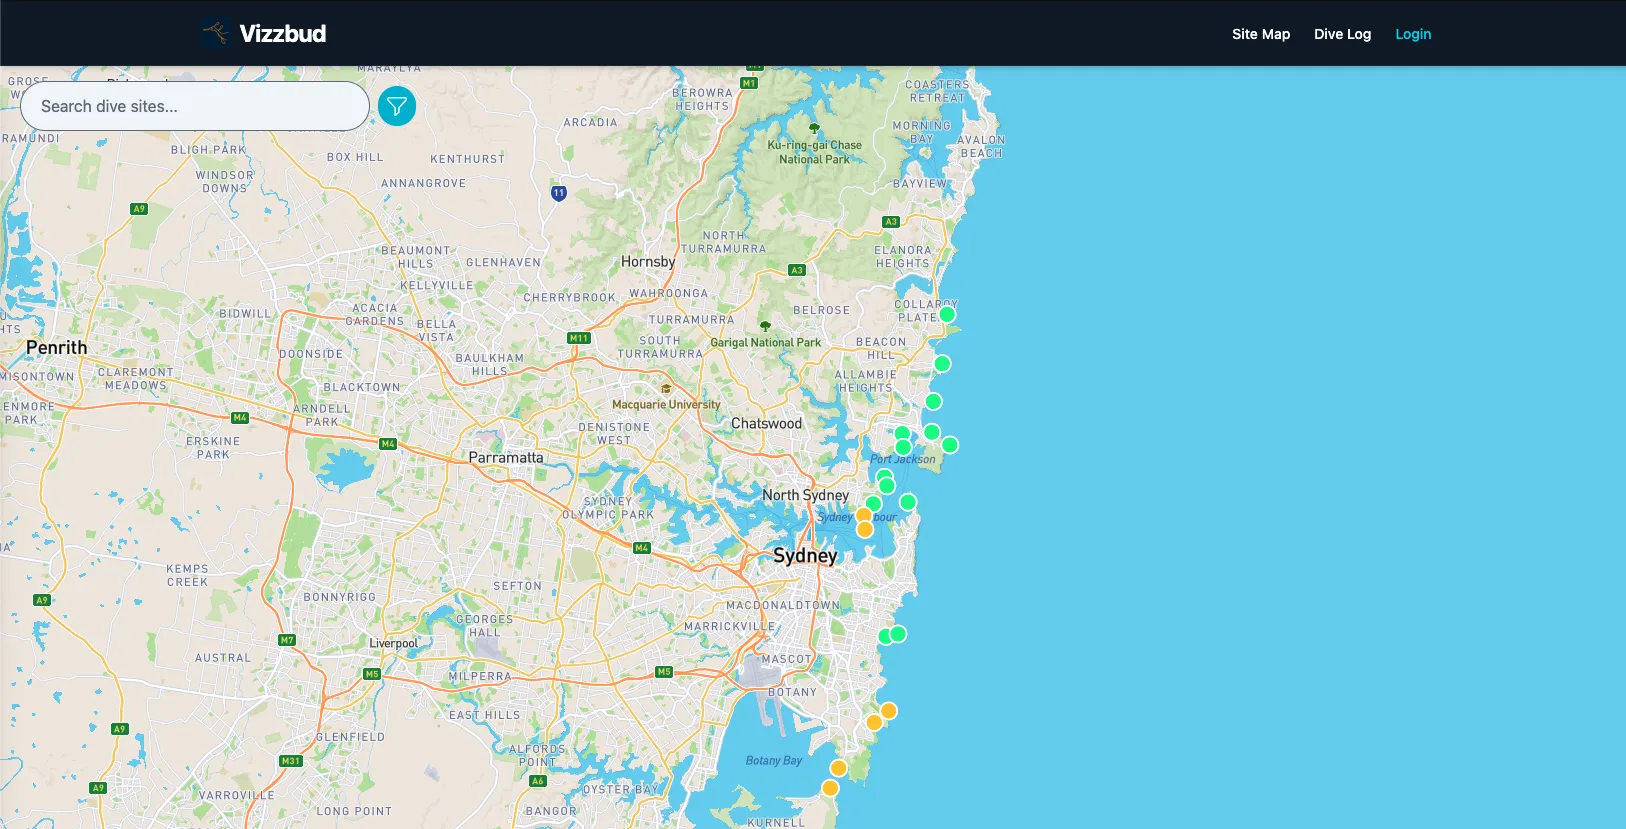 Vizzbud
Site Map
Dive Log
Login
Search dive sites...
MARAYLYA
GROSE
COASTERS
RETREAT
M1
BEROWRA
HEIGHTS
ARCADIA
MORNING
BAY
AVALON
BEACH
RAMUNDI
BLIGH PARK
BOX HILL
KENTHURST
Ku-ring-gai Chase
National Park
WINDSOR
DOWNS
ANNANGROVE
11
BAYVIEW
A9
A3
NORTH
TURRAMURRA
BEAUMONT
HILLS
GLENHAVEN
Hornsby
ELANORA
HEIGHTS
A3
KELLYVILLE
CHERRYBROOK
WAHROONGA
COLLAROY
PLATE
BIDWILL
ACACIA
GARDENS
BELLA
VISTA
TURRAMURRA
BELROSE
M11
SOUTH
TURRAMURRA
Garigal National Park
BEACON
HILL
Penrith
DOONSIDE
BAULKHAM
HILLS
MISONTOWN
CLAREMONT
MEADOWS
BLACKTOWN
ALLAMBIE
HEIGHTS
ENMORE
PARK
ARNDELL
PARK
Macquarie University
M4
DENISTONE
WEST
Chatswood
ERSKINE
PARK
M4
Parramatta
Port Jackson
SYDNEY
OLYMPIC PARK
North Sydney
Sydney
bour
M4
Sydney
KEMPS
CREEK
SEFTON
A9
BONNYRIGG
MACDONALDTOWN
GEORGES
HALL
MARRICKVILLE
M7
Liverpool
AUSTRAL
M5
MILPERRA
M5
MASCOT
BOTANY
EAST HILLS
A9
GLENFIELD
ALFORDS
POINT
M31
Botany Bay
A9
A6
VARROVILLE
OYSTER BAY
LONG POINT
BANGOR
KURNELL